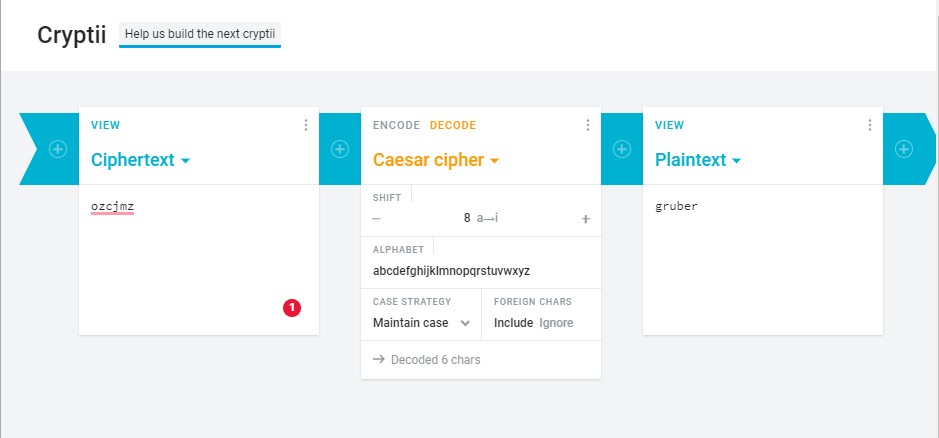 Cryptii Help us build the next cryptii
VIEW
Ciphertext
ozcjmz
1
ENCODE DECODE
Caesar cipher
SHIFT
− 8 a→i +
ALPHABET
abcdefghijklmnopqrstuvwxyz
CASE STRATEGY
Maintain case
FOREIGN CHARS
Include Ignore
→ Decoded 6 chars
VIEW
Plaintext
gruber